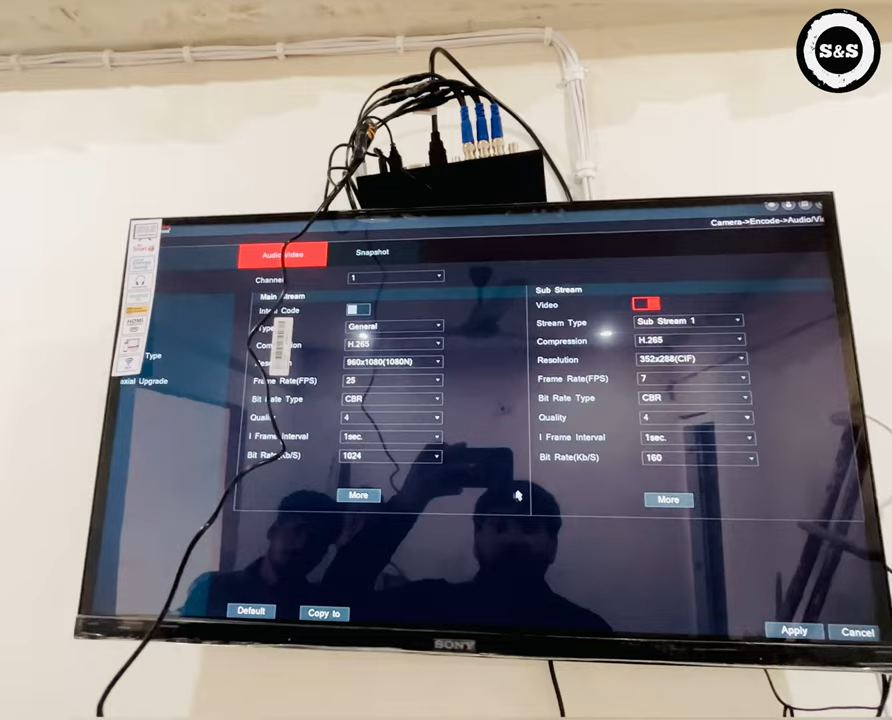 S&S
Camera->Encode->Audio/Vi
Audio/Video
Snapshot
Channel
1
Main Stream
Type
General
H.265
960x1080(1080N)
Frame Rate(FPS)
25
Bit Rate Type
CBR
Quality
4
I Frame Interval
1sec.
Bit Rate(Kb/S)
1024
More
Sub Stream
Video
Stream Type
Sub Stream 1
Compression
H.265
Resolution
352x288(CIF)
Frame Rate(FPS)
7
Bit Rate Type
CBR
Quality
4
I Frame Interval
1sec.
Bit Rate(Kb/S)
160
More
Type
axial Upgrade
HDMI
Default
Copy to
Apply
Cancel
SONY